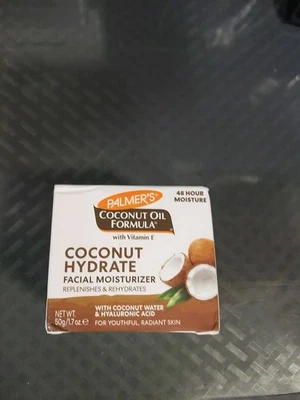 PALMER'S
COCONUT OIL
FORMULA®
with Vitamin E
48 HOUR
MOISTURE
COCONUT
HYDRATE
FACIAL MOISTURIZER
REPLENISHES & REHYDRATES
WITH COCONUT WATER
& HYALURONIC ACID
FOR YOUTHFUL, RADIANT SKIN
NET WT.
50g/1.7oz.e